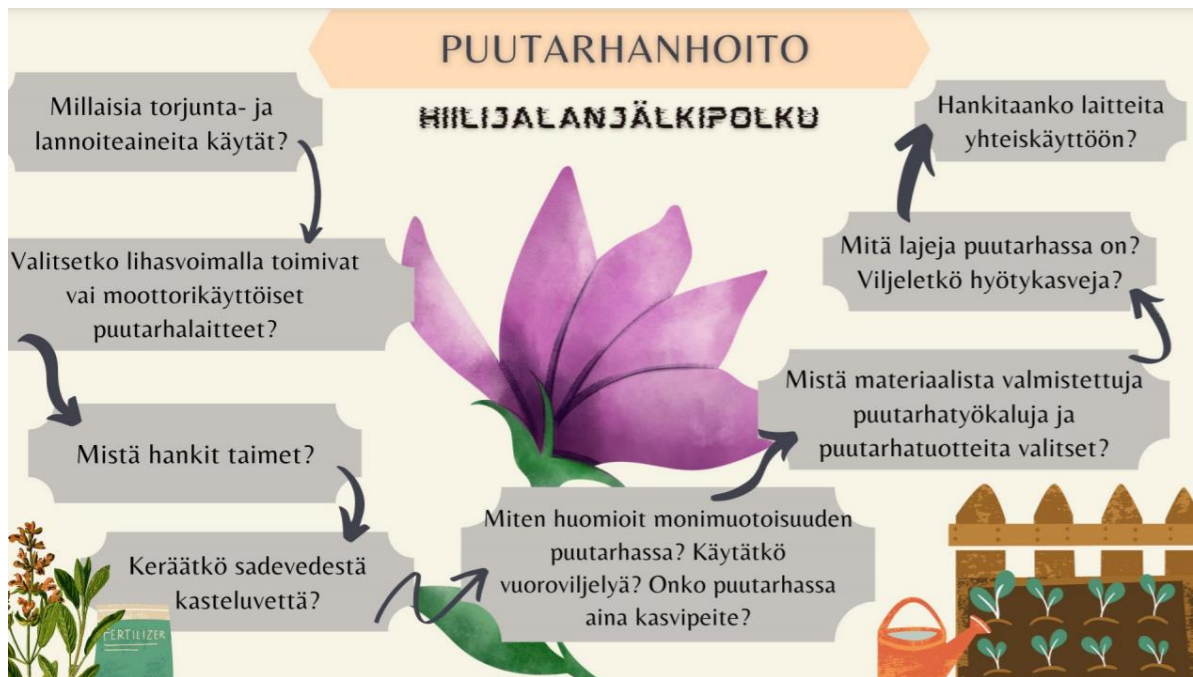 PUUTARHANHOITO
HIILIJALANJÄLKIPOLKU
Millaisia torjunta- ja
lannoiteaineita käytät?
Valitsetko lihasvoimalla toimivat
vai moottorikäyttöiset
puutarhalaitteet?
Mistä hankit taimet?
Keräätkö sadevedestä
kasteluvettä?
Miten huomioit monimuotoisuuden
puutarhassa? Käytätkö
vuoroviljelyä? Onko puutarhassa
aina kasvipeite?
Mistä materiaalista valmistettuja
puutarhatyökaluja ja
puutarhatuotteita valitset?
Mitä lajeja puutarhassa on?
Viljeletkö hyötykasveja?
Hankitaanko laitteita
yhteiskäyttöön?
FERTILIZER